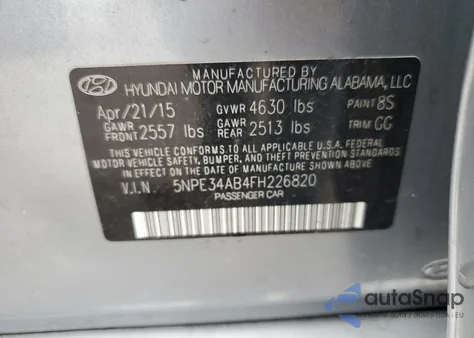 MANUFACTURED BY
HYUNDAI MOTOR MANUFACTURING ALABAMA, LLC
Apr/21/15 GVWR 4630 lbs PAINT 8S
GAWR FRONT 2557 lbs GAWR REAR 2513 lbs TRIM GG
THIS VEHICLE CONFORMS TO ALL APPLICABLE U.S.A. FEDERAL
MOTOR VEHICLE SAFETY, BUMPER, AND THEFT PREVENTION STANDARDS
IN EFFECT ON THE DATE OF MANUFACTURE SHOWN ABOVE.
V.I.N. 5NPE34AB4FH226820
PASSENGER CAR
autoSnap